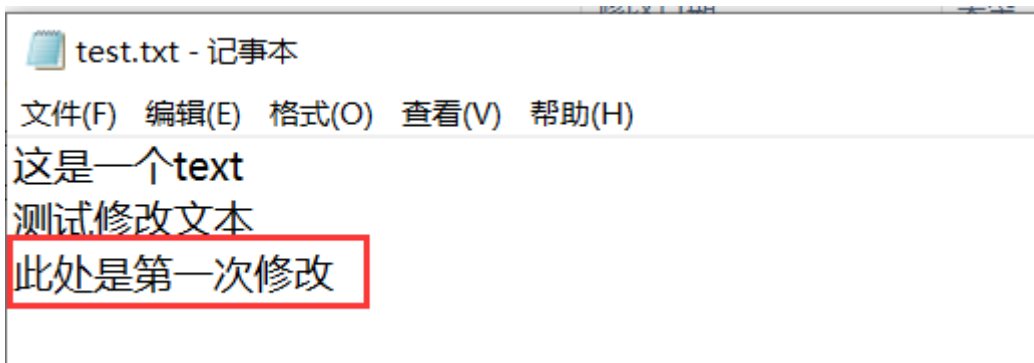 test.txt - 记事本
文件(F) 编辑(E) 格式(O) 查看(V) 帮助(H)
这是一个text
测试修改文本
此处是第一次修改